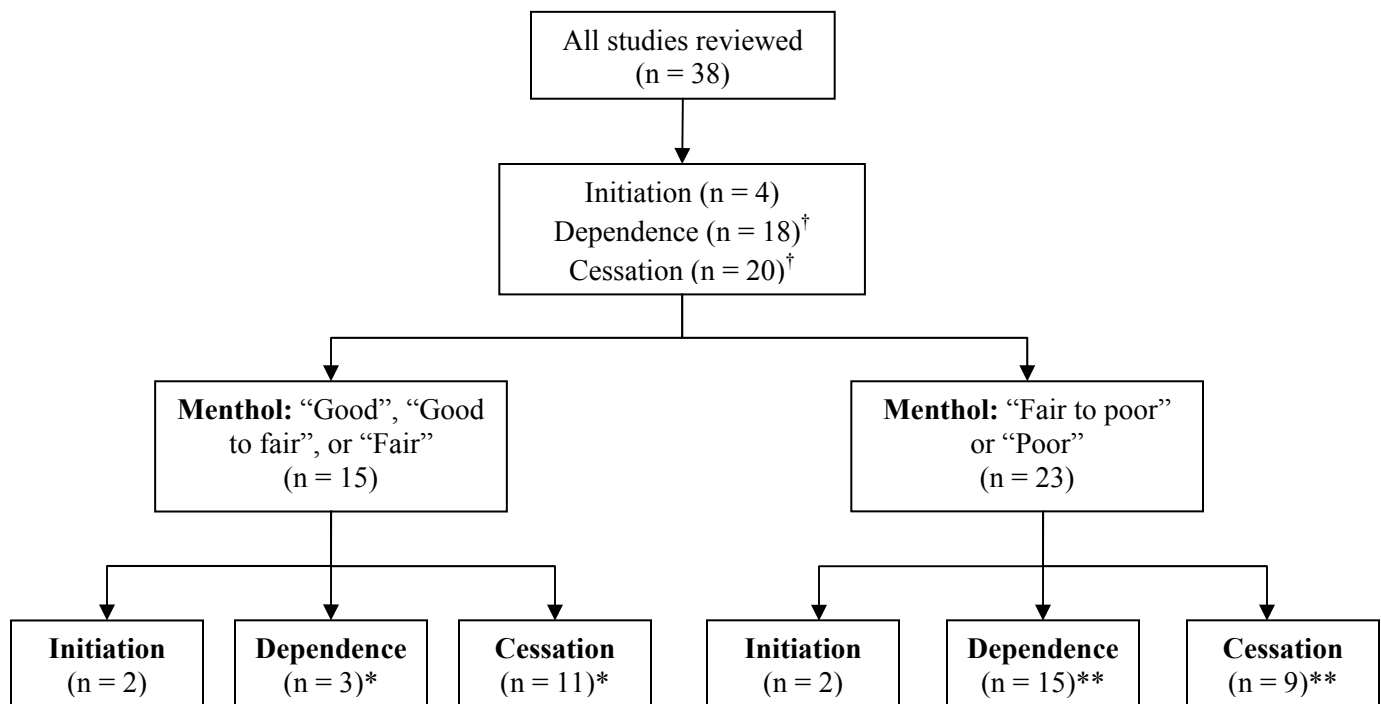 All studies reviewed
(n = 38)
Initiation (n = 4)
Dependence (n = 18)†
Cessation (n = 20)†
Menthol: “Good”, “Good
to fair”, or “Fair”
(n = 15)
Menthol: “Fair to poor”
or “Poor”
(n = 23)
Initiation
(n = 2)
Dependence
(n = 3)*
Cessation
(n = 11)*
Initiation
(n = 2)
Dependence
(n = 15)**
Cessation
(n = 9)**